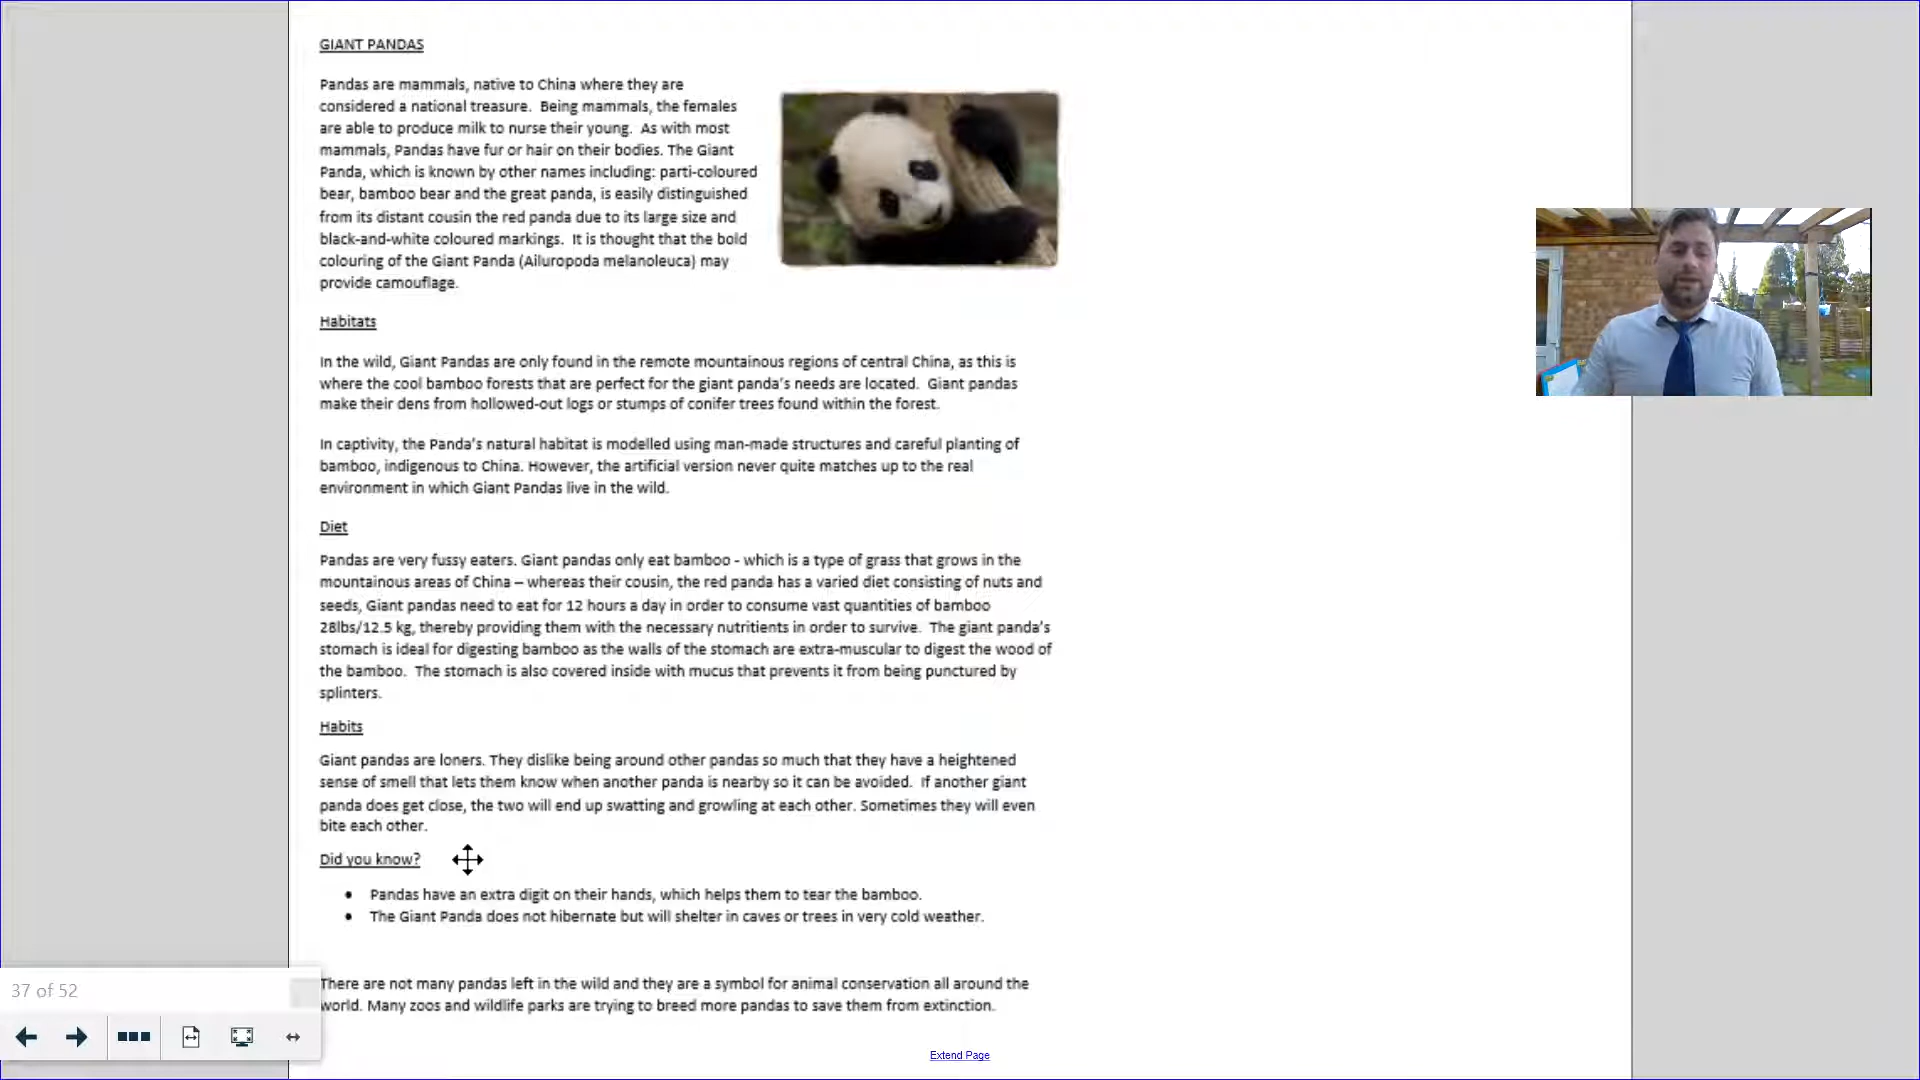 GIANT PANDAS
Pandas are mammals, native to China where they are
considered a national treasure.  Being mammals, the females
are able to produce milk to nurse their young.  As with most
mammals, Pandas have fur or hair on their bodies. The Giant
Panda, which is known by other names including: parti-coloured
bear, bamboo bear and the great panda, is easily distinguished
from its distant cousin the red panda due to its large size and
black-and-white coloured markings.  It is thought that the bold
colouring of the Giant Panda (Ailuropoda melanoleuca) may
provide camouflage.
Habitats
In the wild, Giant Pandas are only found in the remote mountainous regions of central China, as this is
where the cool bamboo forests that are perfect for the giant panda's needs are located.  Giant pandas
make their dens from hollowed-out logs or stumps of conifer trees found within the forest.
In captivity, the Panda's natural habitat is modelled using man-made structures and careful planting of
bamboo, indigenous to China. However, the artificial version never quite matches up to the real
environment in which Giant Pandas live in the wild.
Diet
Pandas are very fussy eaters. Giant pandas only eat bamboo - which is a type of grass that grows in the
mountainous areas of China – whereas their cousin, the red panda has a varied diet consisting of nuts and
seeds, Giant pandas need to eat for 12 hours a day in order to consume vast quantities of bamboo
28lbs/12.5 kg, thereby providing them with the necessary nutritients in order to survive.  The giant panda's
stomach is ideal for digesting bamboo as the walls of the stomach are extra-muscular to digest the wood of
the bamboo.  The stomach is also covered inside with mucus that prevents it from being punctured by
splinters.
Habits
Giant pandas are loners. They dislike being around other pandas so much that they have a heightened
sense of smell that lets them know when another panda is nearby so it can be avoided.  If another giant
panda does get close, the two will end up swatting and growling at each other. Sometimes they will even
bite each other.
Did you know?
• Pandas have an extra digit on their hands, which helps them to tear the bamboo.
• The Giant Panda does not hibernate but will shelter in caves or trees in very cold weather.
There are not many pandas left in the wild and they are a symbol for animal conservation all around the
world. Many zoos and wildlife parks are trying to breed more pandas to save them from extinction.
37 of 52
Extend Page